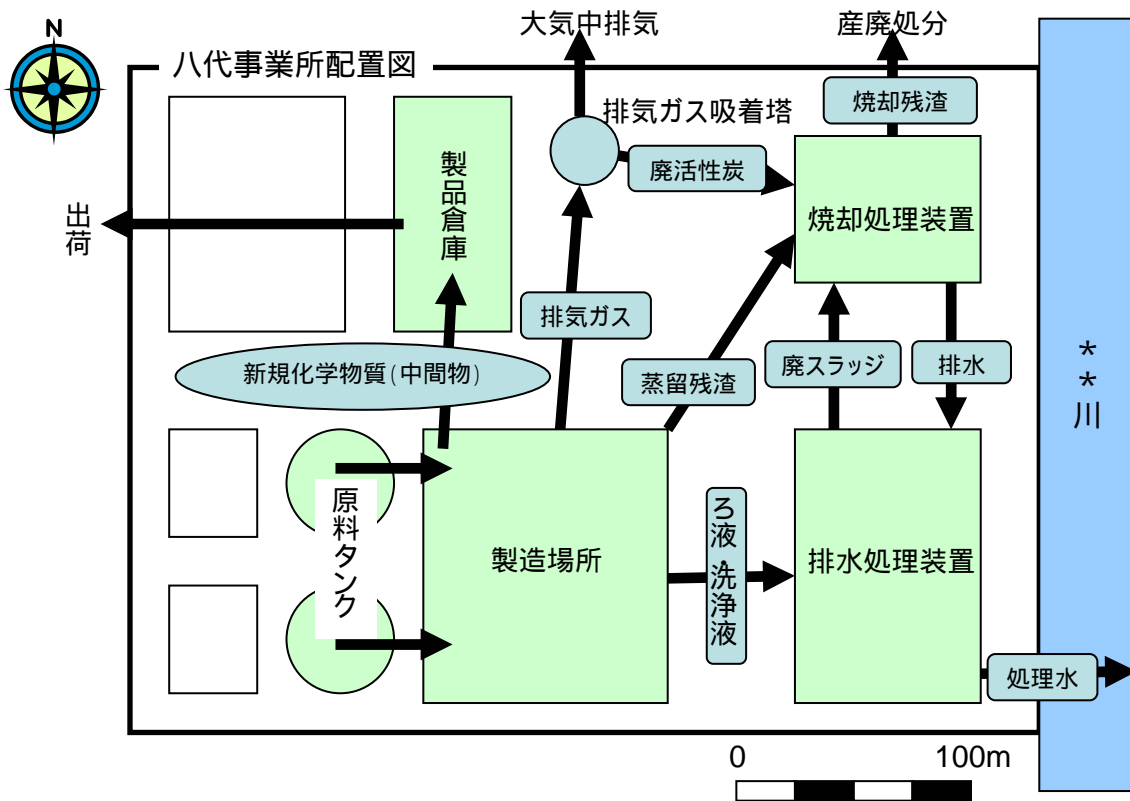 大気中排気
産廃処分
N
八代事業所配置図
焼却残渣
排気ガス吸着塔
廃活性炭
製品倉庫
出荷
焼却処理装置
排気ガス
新規化学物質(中間物)
蒸留残渣
廃スラッジ
排水
**川
原料タンク
製造場所
ろ液・洗浄液
排水処理装置
処理水
0
100m